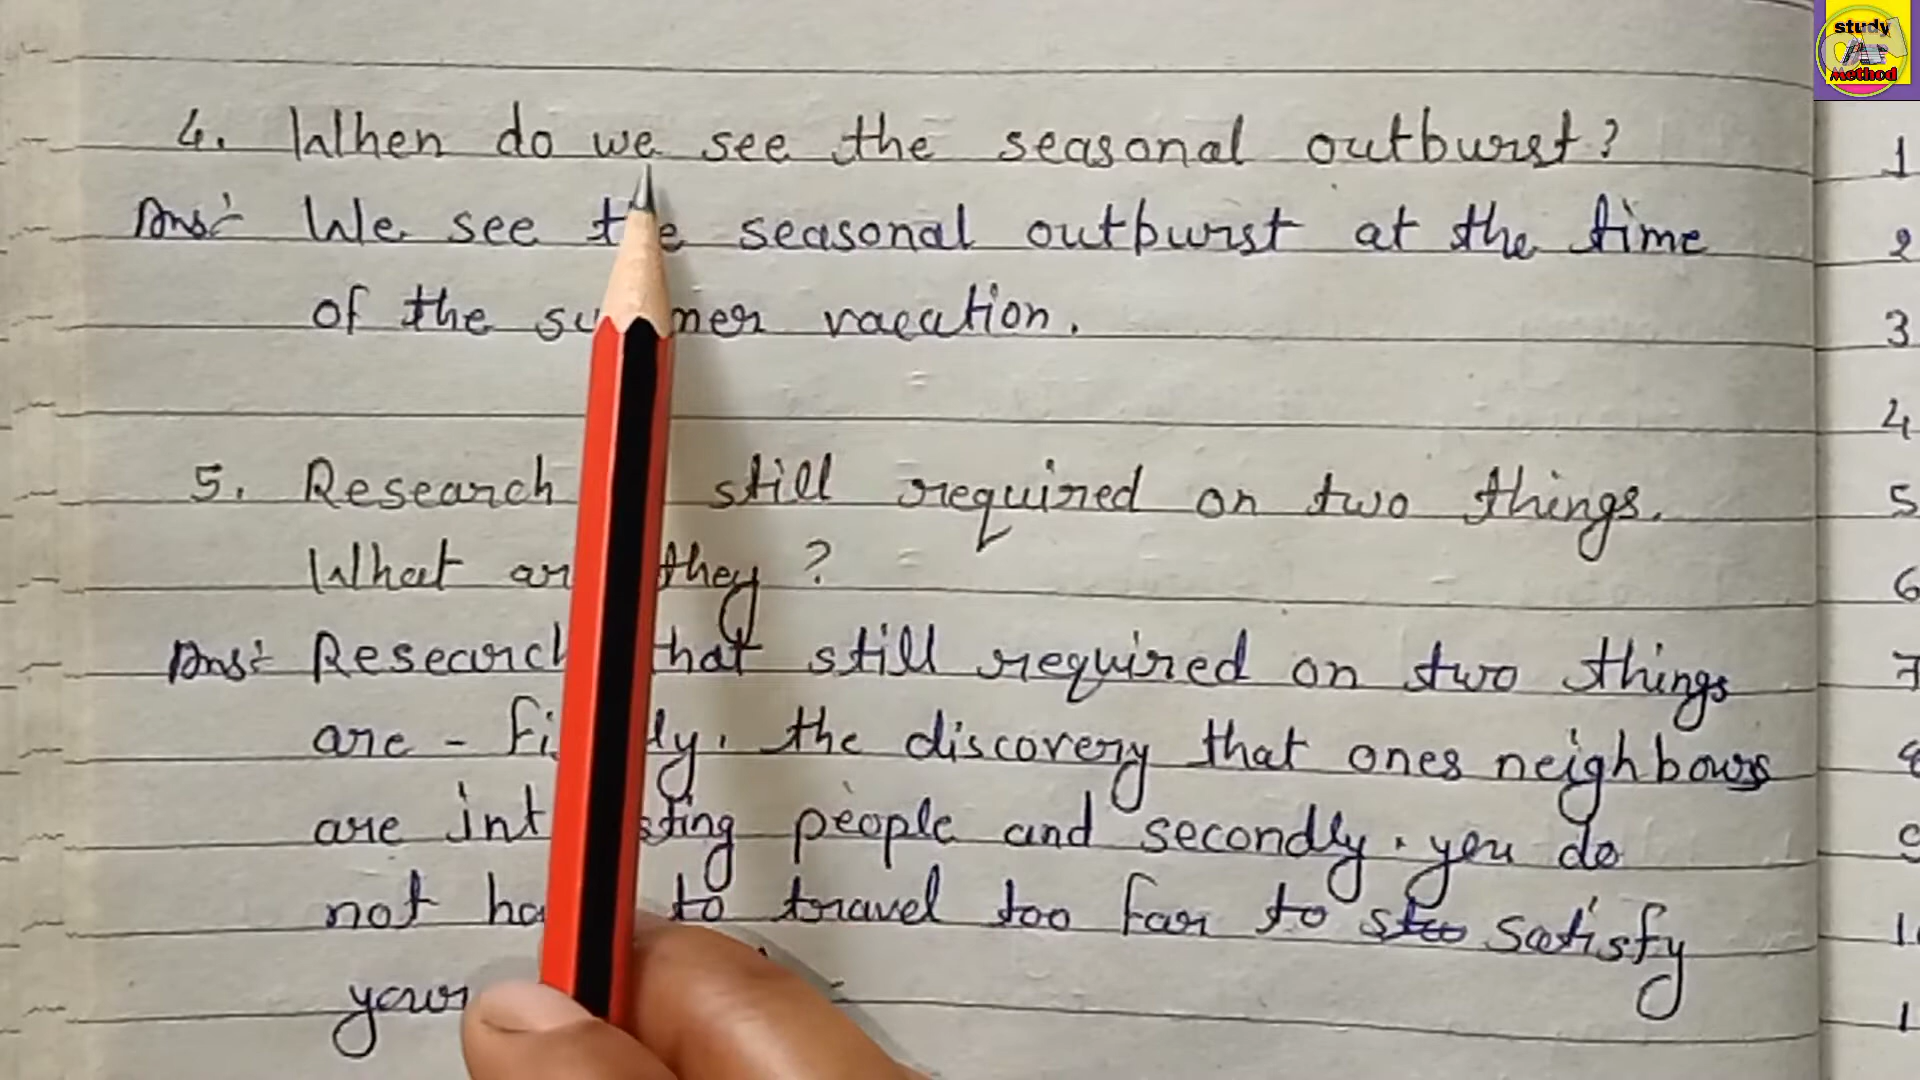 study
Method
4. When do we see the seasonal outburst?
Ans:- We see the seasonal outburst at the time
of the summer vacation.
5. Research still required on two things.
What are they?
Ans:- Research that still required on two things
are - Firstly, the discovery that ones neighbours
are interesting people and secondly, you do
not have to travel too far to satisfy
your
1
2
3
4
5
6
7
8
9